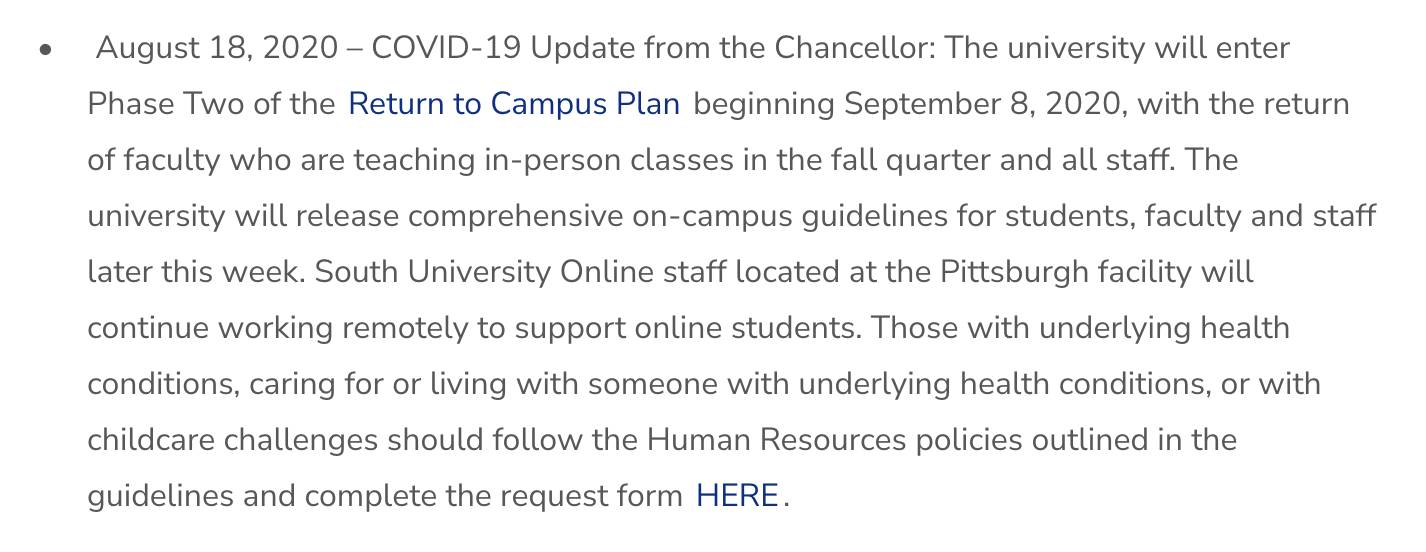 • August 18, 2020 – COVID-19 Update from the Chancellor: The university will enter
Phase Two of the Return to Campus Plan beginning September 8, 2020, with the return
of faculty who are teaching in-person classes in the fall quarter and all staff. The
university will release comprehensive on-campus guidelines for students, faculty and staff
later this week. South University Online staff located at the Pittsburgh facility will
continue working remotely to support online students. Those with underlying health
conditions, caring for or living with someone with underlying health conditions, or with
childcare challenges should follow the Human Resources policies outlined in the
guidelines and complete the request form HERE.